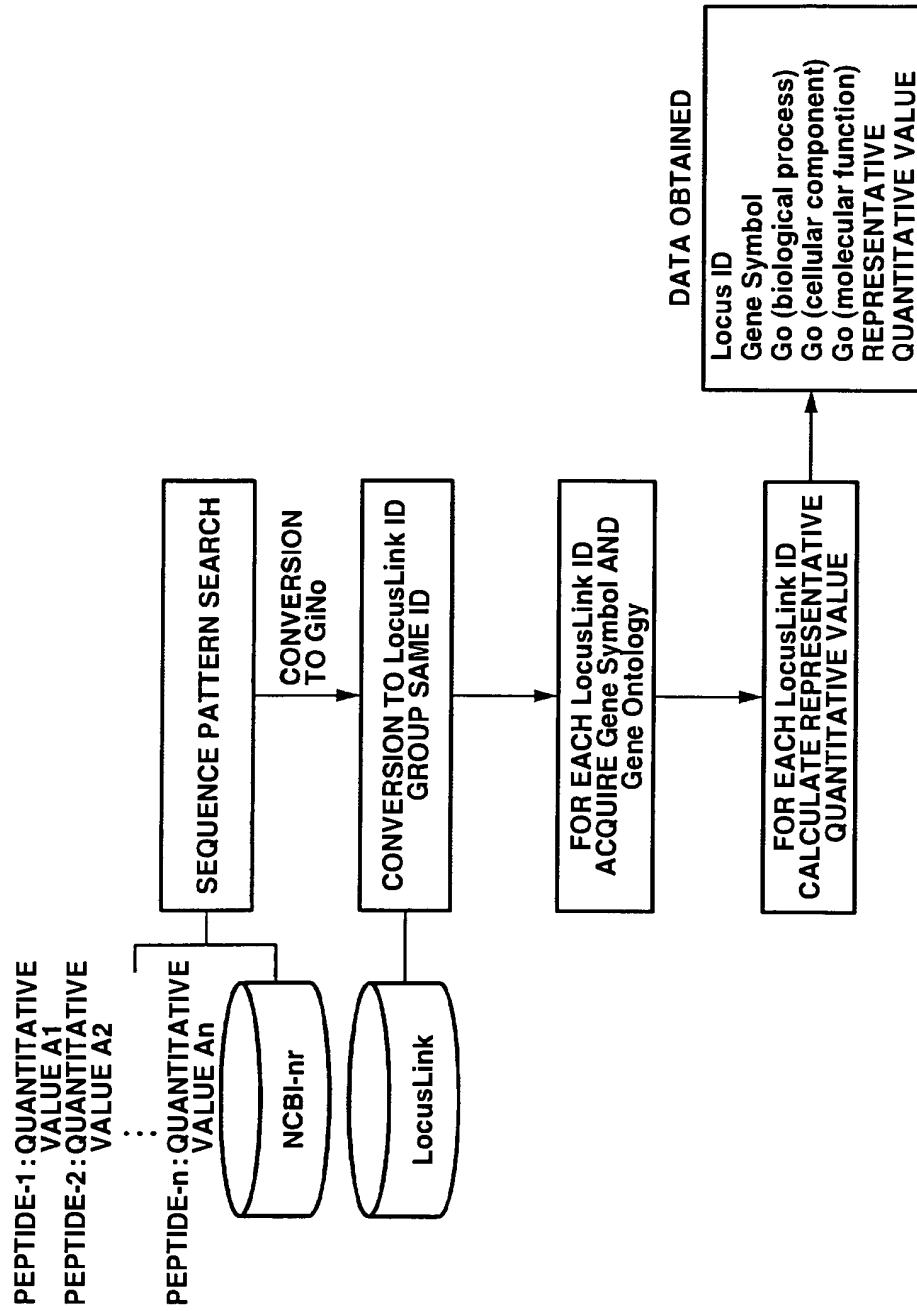 PEPTIDE-1 : QUANTITATIVE
VALUE A1
PEPTIDE-2 : QUANTITATIVE
VALUE A2
⋮
PEPTIDE-n : QUANTITATIVE
VALUE An
NCBI-nr
SEQUENCE PATTERN SEARCH
CONVERSION
TO GiNo
LocusLink
CONVERSION TO LocusLink ID
GROUP SAME ID
FOR EACH LocusLink ID
ACQUIRE Gene Symbol AND
Gene Ontology
FOR EACH LocusLink ID
CALCULATE REPRESENTATIVE
QUANTITATIVE VALUE
DATA OBTAINED
Locus ID
Gene Symbol
Go (biological process)
Go (cellular component)
Go (molecular function)
REPRESENTATIVE
QUANTITATIVE VALUE